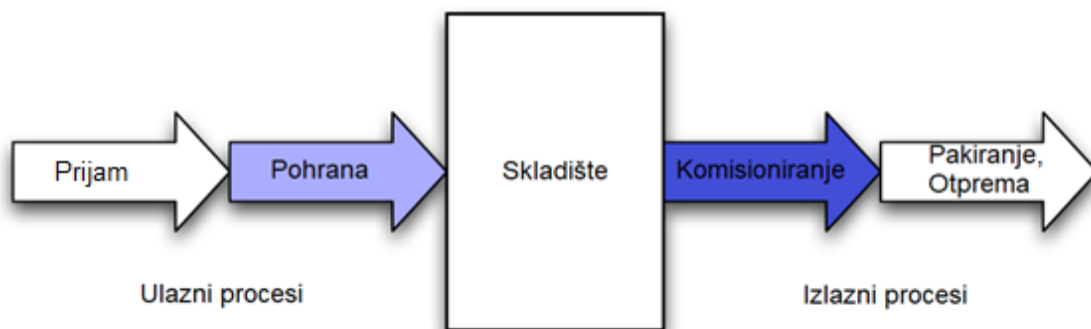 Prijam
Pohrana
Skladište
Komisioniranje
Pakiranje,
Otprema
Ulazni procesi
Izlazni procesi